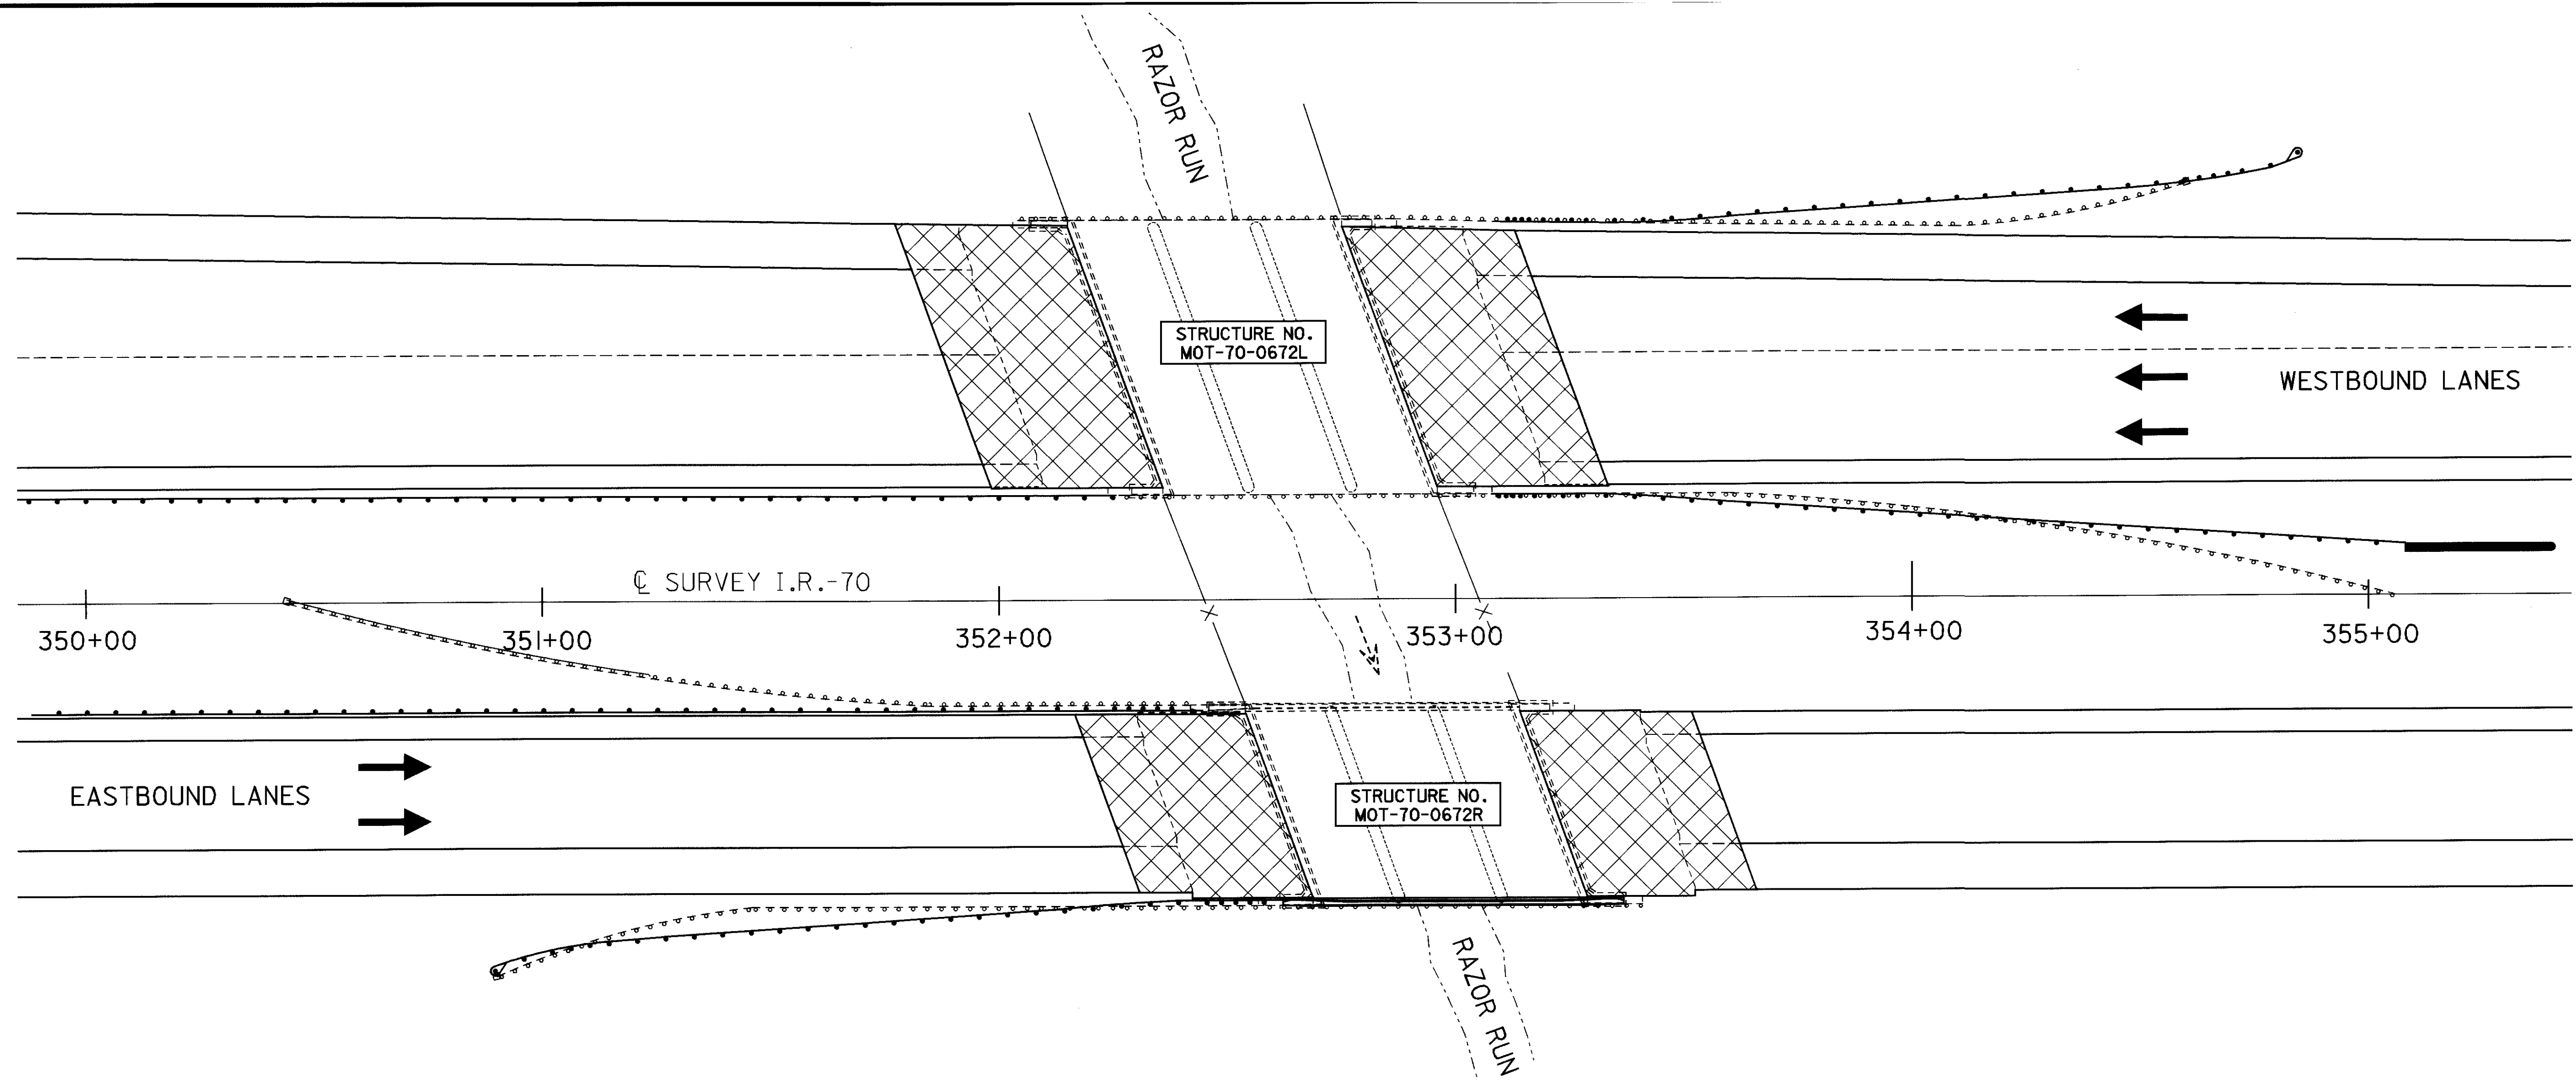 RAZOR RUN
STRUCTURE NO.
MOT-70-0672L
WESTBOUND LANES
℄ SURVEY I.R.-70
350+00
351+00
352+00
353+00
354+00
355+00
EASTBOUND LANES
STRUCTURE NO.
MOT-70-0672R
RAZOR RUN